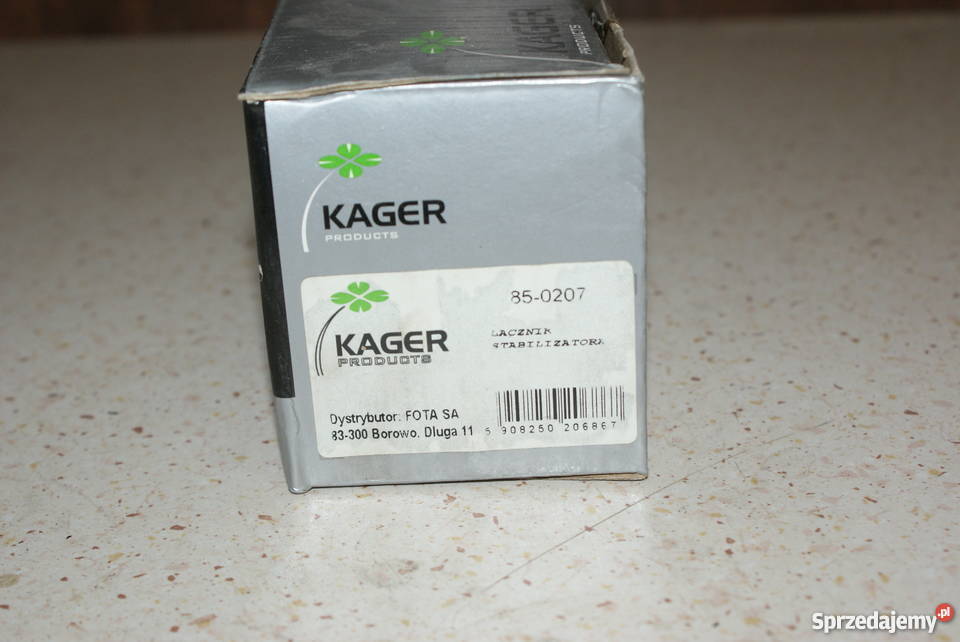 KAGER
PRODUCTS
KAGER
PRODUCTS
85-0207
KAGER
PRODUCTS
LACZNIK
STABILIZATORA
Dystrybutor: FOTA SA
83-300 Borowo. Dluga 11
5 908250 206867
Sprzedajemy.pl